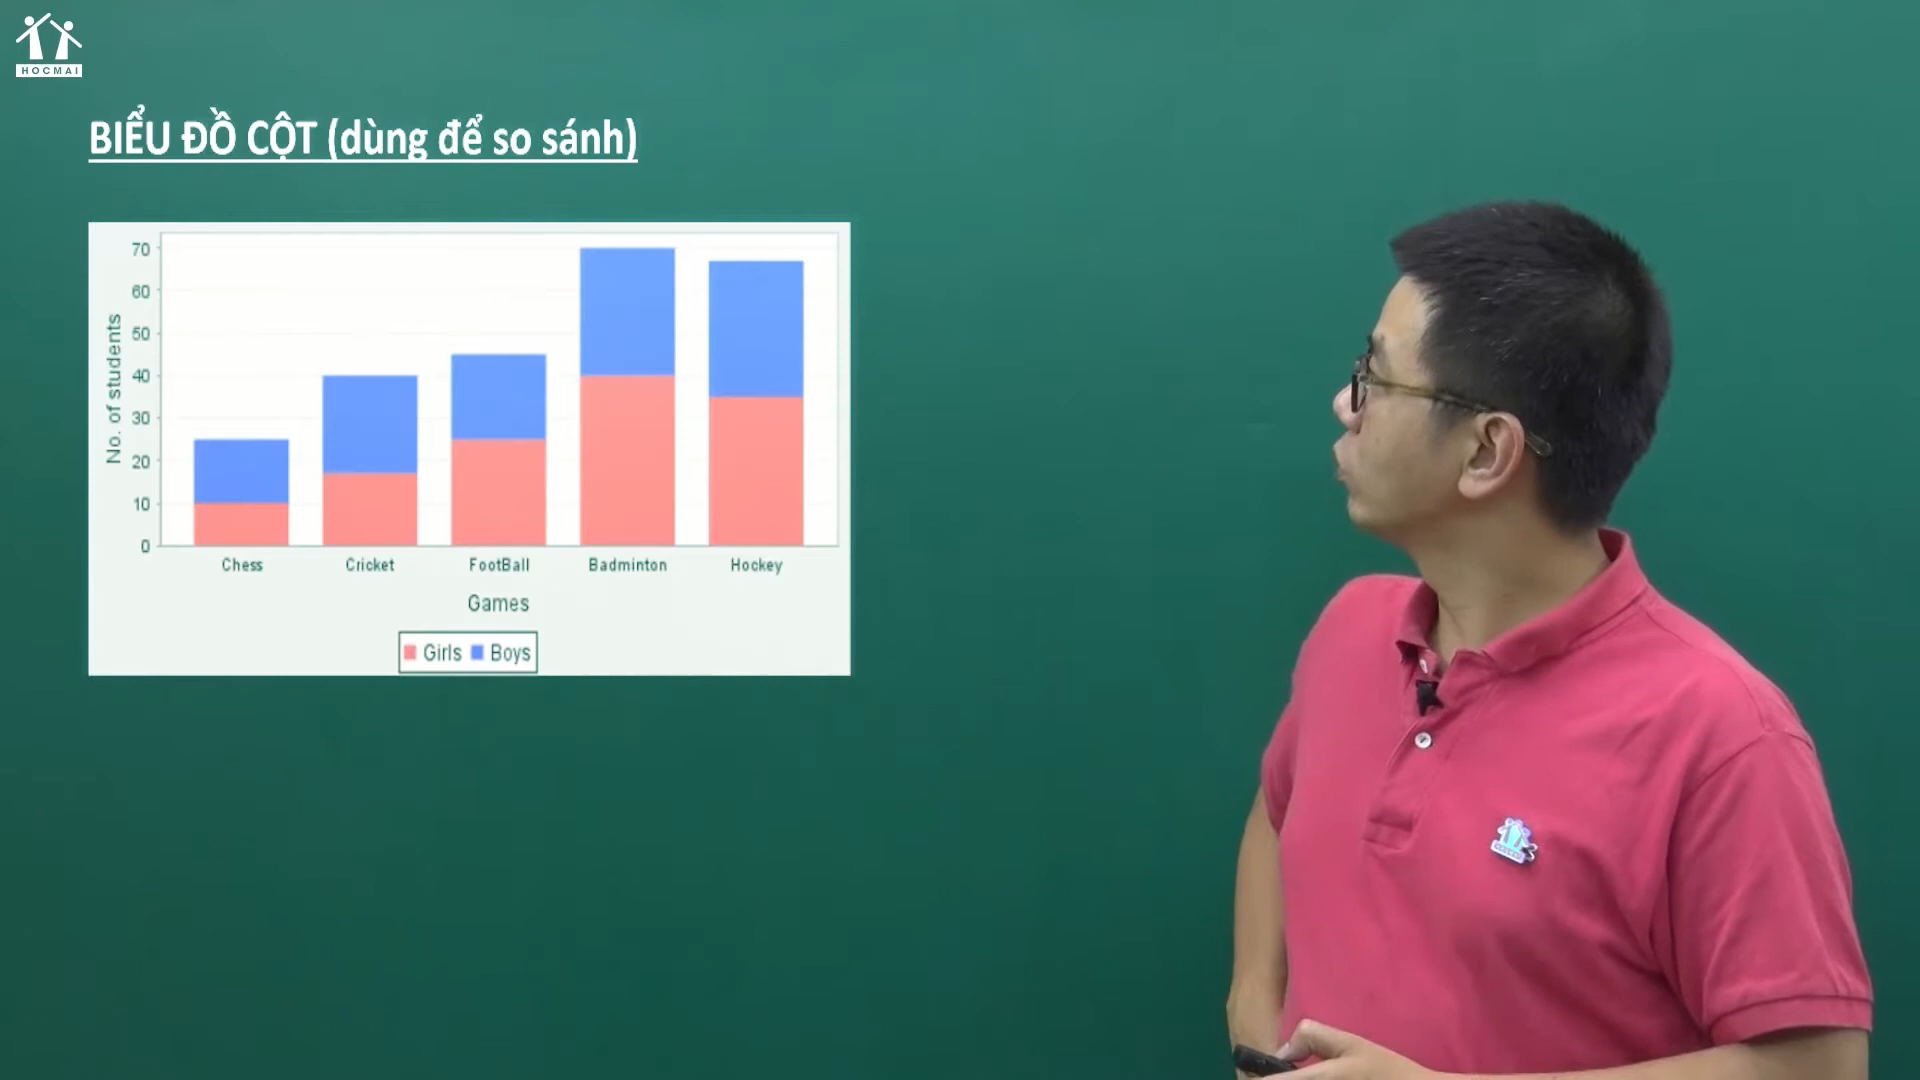 HOCMAI
BIỂU ĐỒ CỘT (dùng để so sánh)
70
60
50
40
30
20
10
0
No. of students
Chess Cricket FootBall Badminton Hockey
Games
Girls Boys